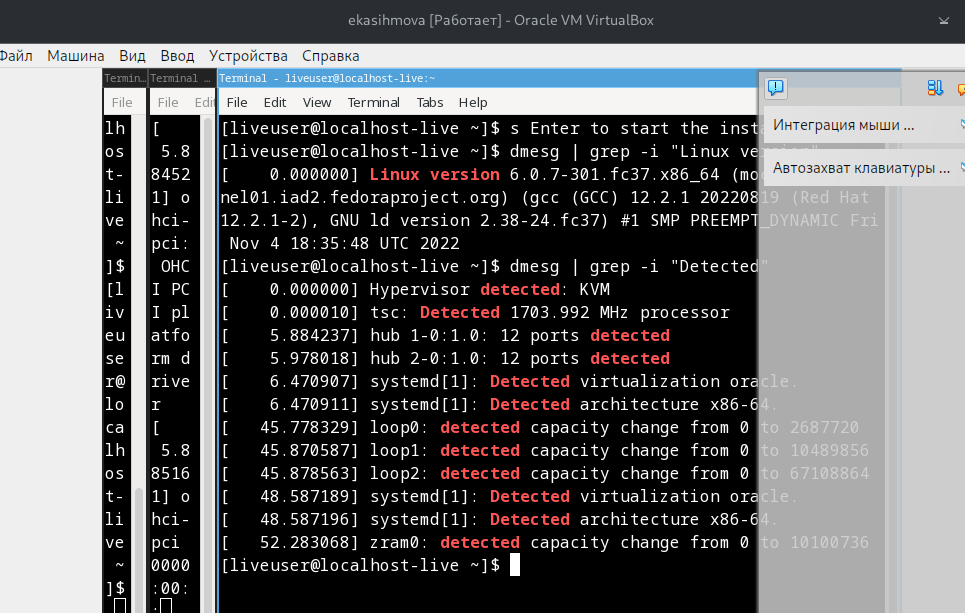 ekasihmova [Работает] - Oracle VM VirtualBox
Файл Машина Вид Ввод Устройства Справка
Termin... Terminal ... Terminal - liveuser@localhost-live:~
File
lh
os
t-
li
ve
~
]$
[l
iv
eu
se
r@
lo
ca
lh
os
t-
li
ve
~
]$
File Edi
[
5.8
8452
1] o
hci-
pci:
OHC
I PC
I pl
atfo
rm d
rive
r
[
5.8
8516
1] o
hci-
pci
0000
:00:
File Edit View Terminal Tabs Help
[liveuser@localhost-live ~]$ s Enter to start the inst
[liveuser@localhost-live ~]$ dmesg | grep -i "Linux version"
[    0.000000] Linux version 6.0.7-301.fc37.x86_64 (moc
nel01.iad2.fedoraproject.org) (gcc (GCC) 12.2.1 20220819 (Red Hat
12.2.1-2), GNU ld version 2.38-24.fc37) #1 SMP PREEMPT_DYNAMIC Fri
Nov 4 18:35:48 UTC 2022
[liveuser@localhost-live ~]$ dmesg | grep -i "Detected"
[    0.000000] Hypervisor detected: KVM
[    0.000010] tsc: Detected 1703.992 MHz processor
[    5.884237] hub 1-0:1.0: 12 ports detected
[    5.978018] hub 2-0:1.0: 12 ports detected
[    6.470907] systemd[1]: Detected virtualization oracle.
[    6.470911] systemd[1]: Detected architecture x86-64.
[   45.778329] loop0: detected capacity change from 0 to 2687720
[   45.870587] loop1: detected capacity change from 0 to 10489856
[   45.878563] loop2: detected capacity change from 0 to 67108864
[   48.587189] systemd[1]: Detected virtualization oracle.
[   48.587196] systemd[1]: Detected architecture x86-64.
[   52.283068] zram0: detected capacity change from 0 to 10100736
[liveuser@localhost-live ~]$
Интеграция мыши ...
Автозахват клавиатуры ...